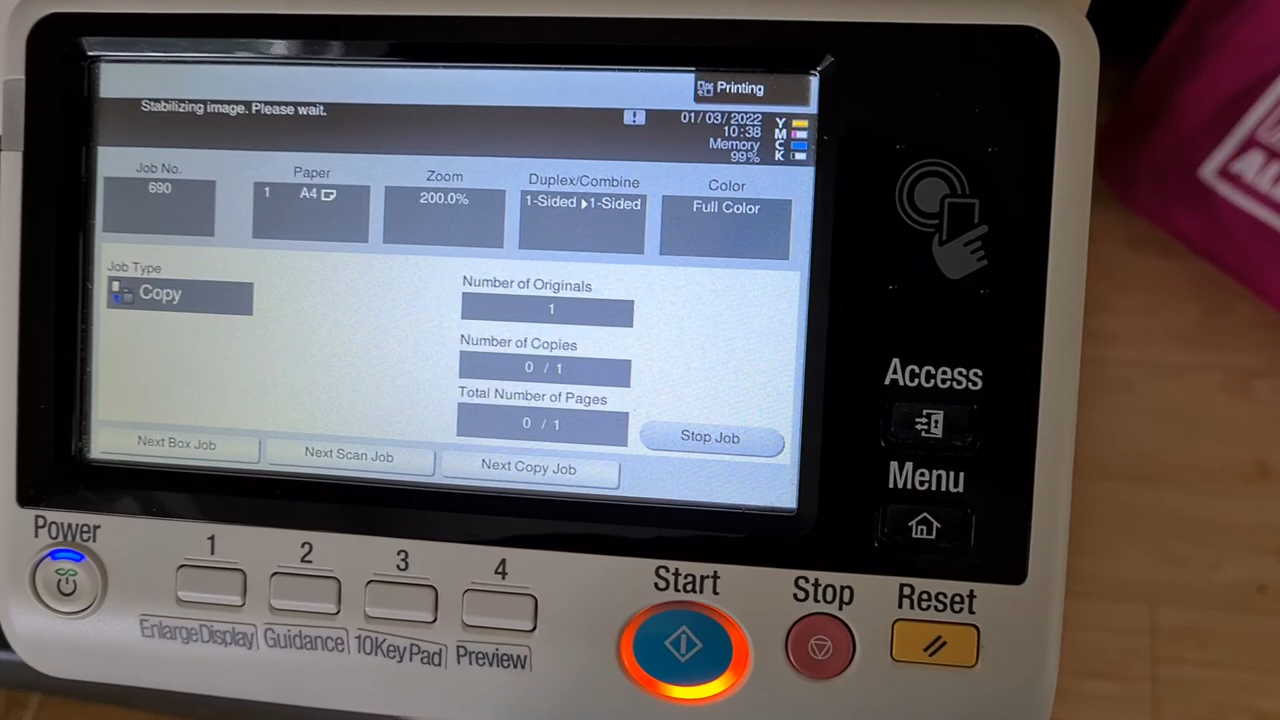 Printing
Stabilizing image. Please wait.
01/03/2022
10:38
Memory
99%
Y
M
C
K
Job No.
690
Paper
1 A4
Zoom
200.0%
Duplex/Combine
1-Sided ▶1-Sided
Color
Full Color
Job Type
Copy
Number of Originals
1
Number of Copies
0 / 1
Total Number of Pages
0 / 1
Stop Job
Next Box Job
Next Scan Job
Next Copy Job
Access
Menu
Power
1
2
3
4
Enlarge Display
Guidance
10 Key Pad
Preview
Start
Stop
Reset